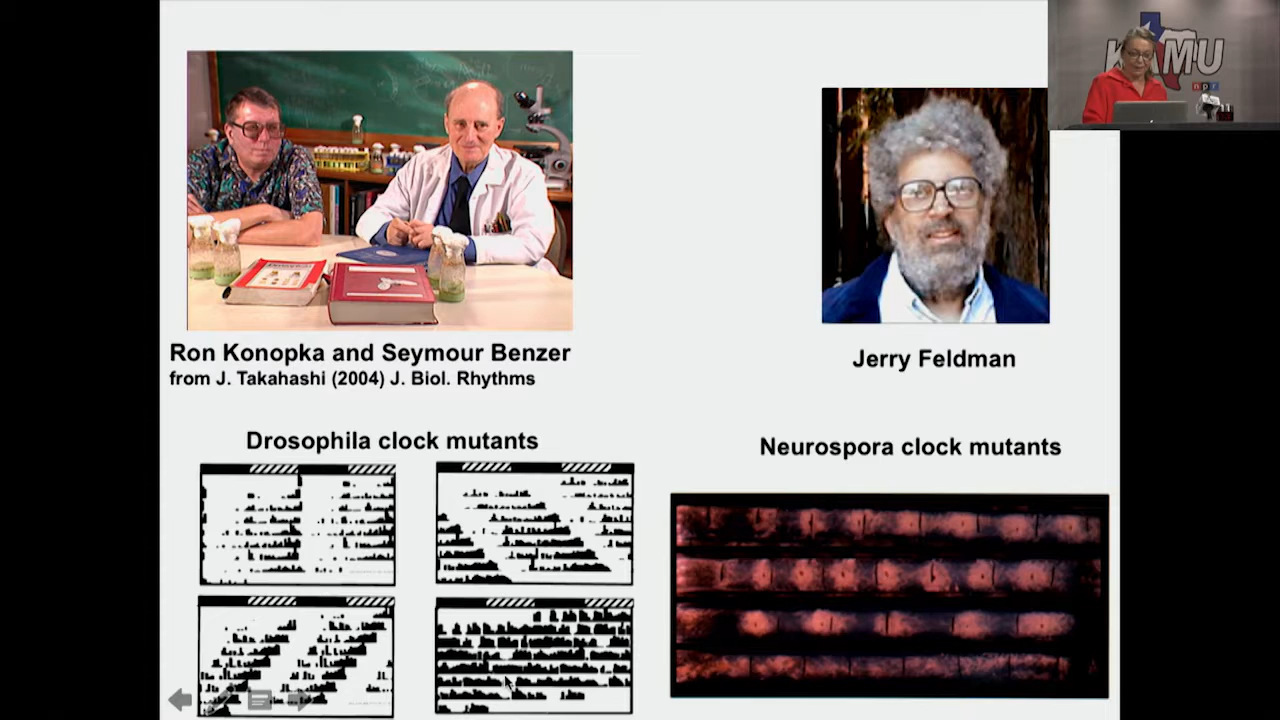 KAMU
npr
Ron Konopka and Seymour Benzer
from J. Takahashi (2004) J. Biol. Rhythms
Jerry Feldman
Drosophila clock mutants
Neurospora clock mutants